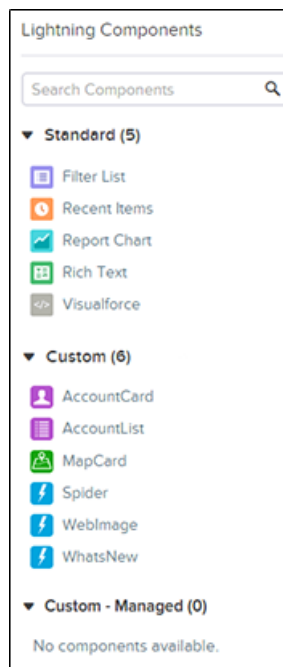 Lightning Components
Search Components
Standard (5)
Filter List
Recent Items
Report Chart
Rich Text
Visualforce
Custom (6)
AccountCard
AccountList
MapCard
Spider
WebImage
WhatsNew
Custom - Managed (0)
No components available.